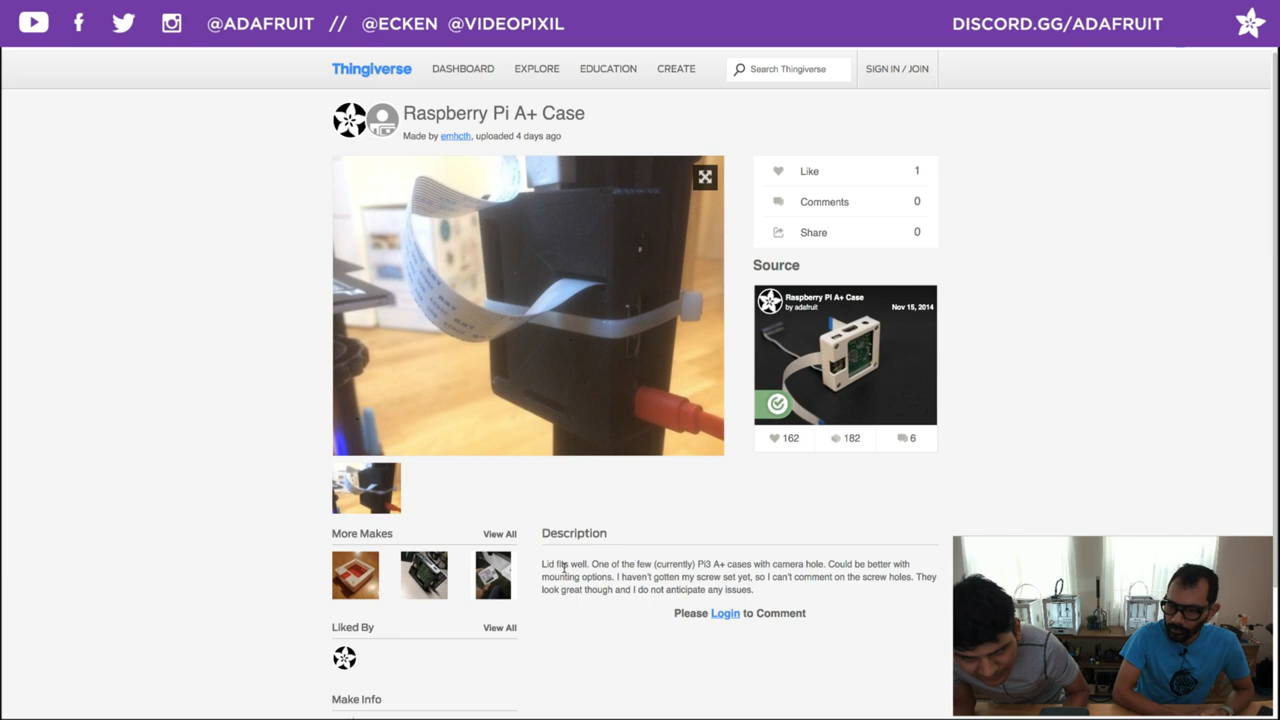 @ADAFRUIT // @ECKEN @VIDEOPIXIL
DISCORD.GG/ADAFRUIT
Thingiverse
DASHBOARD
EXPLORE
EDUCATION
CREATE
Search Thingiverse
SIGN IN / JOIN
Raspberry Pi A+ Case
Made by emhcth, uploaded 4 days ago
Like 1
Comments 0
Share 0
Source
Raspberry Pi A+ Case
by adafruit
Nov 15, 2014
162
182
6
More Makes
View All
Description
Lid fits well. One of the few (currently) Pi3 A+ cases with camera hole. Could be better with
mounting options. I haven't gotten my screw set yet, so I can't comment on the screw holes. They
look great though and I do not anticipate any issues.
Please Login to Comment
Liked By
View All
Make Info